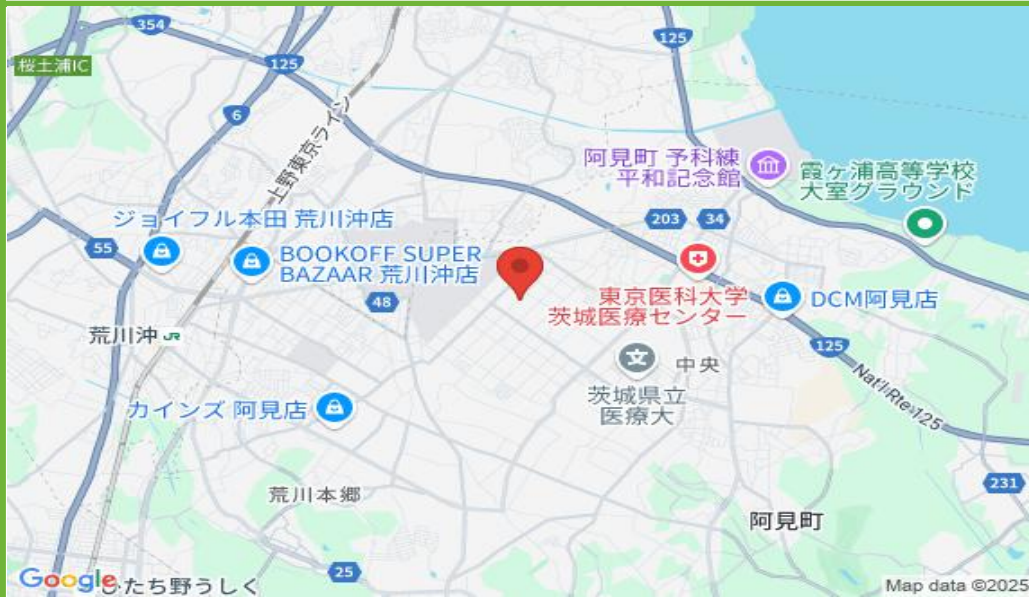 354
125
125
桜土浦IC
6
上野東京ライン
阿見町 予科練
平和記念館
霞ヶ浦高等学校
大室グラウンド
ジョイフル本田 荒川沖店
203
34
55
BOOKOFF SUPER
BAZAAR 荒川沖店
48
東京医科大学
茨城医療センター
DCM阿見店
荒川沖 JR
125
中央
茨城県立
医療大
Nat'l Rte 125
カインズ 阿見店
荒川本郷
231
阿見町
25
Google
ひたち野うしく
Map data ©2025